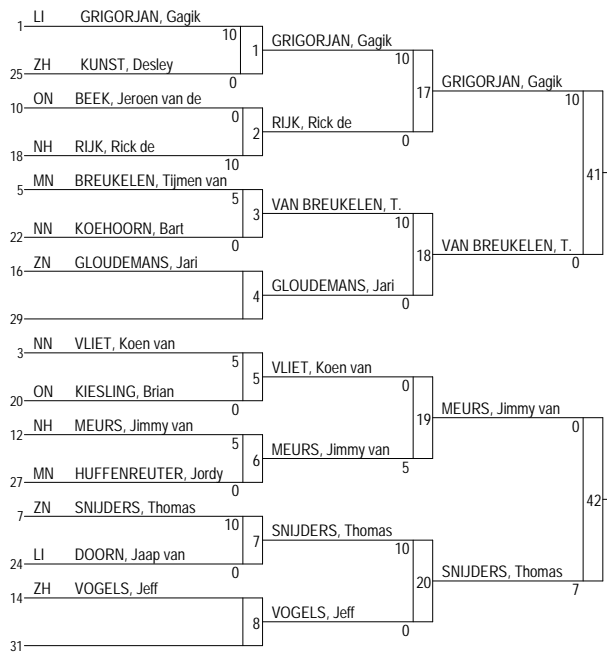 1 LI GRIGORJAN, Gagik
10
1
GRIGORJAN, Gagik
10
25 ZH KUNST, Desley
0
17
GRIGORJAN, Gagik
10
10 ON BEEK, Jeroen van de
0
2
RIJK, Rick de
0
18 NH RIJK, Rick de
10
41
5 MN BREUKELEN, Tijmen van
5
3
VAN BREUKELEN, T.
10
22 NN KOEHOORN, Bart
0
18
VAN BREUKELEN, T.
0
16 ZN GLOUDEMANS, Jari
4
GLOUDEMANS, Jari
0
29
3 NN VLIET, Koen van
5
5
VLIET, Koen van
0
20 ON KIESLING, Brian
0
19
MEURS, Jimmy van
0
12 NH MEURS, Jimmy van
5
6
MEURS, Jimmy van
5
27 MN HUFFENREUTER, Jordy
0
42
7 ZN SNIJDERS, Thomas
10
7
SNIJDERS, Thomas
10
24 LI DOORN, Jaap van
0
20
SNIJDERS, Thomas
7
14 ZH VOGELS, Jeff
8
VOGELS, Jeff
0
31